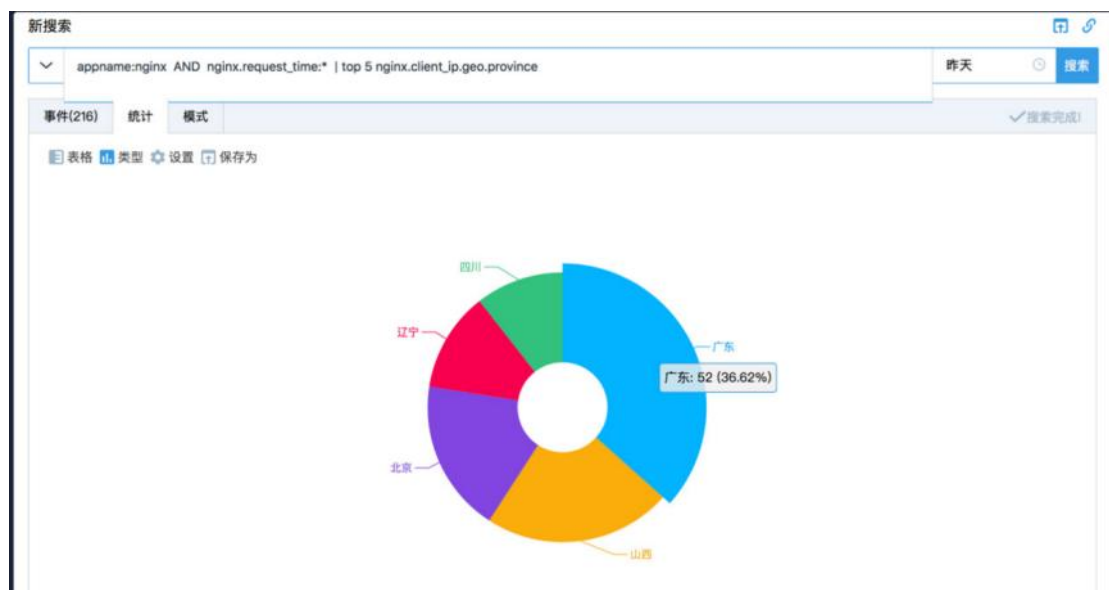 新搜索
appname:nginx AND nginx.request_time:* | top 5 nginx.client_ip.geo.province
昨天
搜索
事件(216) 统计 模式
搜索完成!
表格 类型 设置 保存为
四川
辽宁
广东
广东: 52 (36.62%)
北京
山西